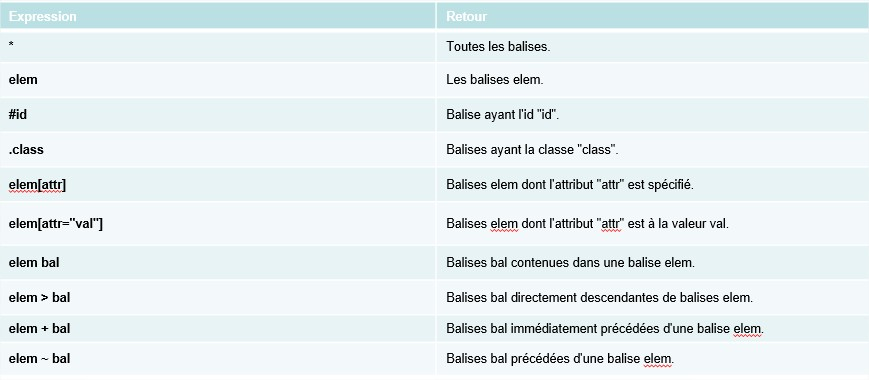 Expression Retour
* Toutes les balises.
elem Les balises elem.
#id Balise ayant l'id "id".
.class Balises ayant la classe "class".
elem[attr] Balises elem dont l'attribut "attr" est spécifié.
elem[attr="val"] Balises elem dont l'attribut "attr" est à la valeur val.
elem bal Balises bal contenues dans une balise elem.
elem > bal Balises bal directement descendantes de balises elem.
elem + bal Balises bal immédiatement précédées d'une balise elem.
elem ~ bal Balises bal précédées d'une balise elem.